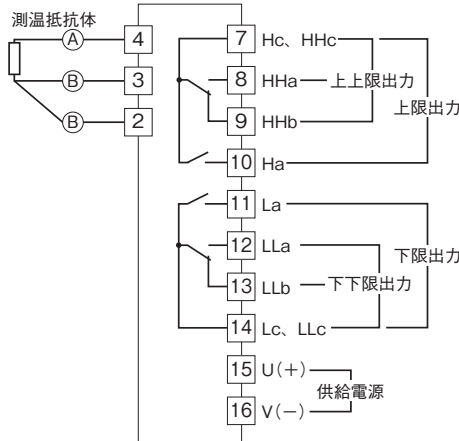 測温抵抗体
A 4
B 3
B 2
7 Hc、HHc
8 HHa 上上限出力
9 HHb
上限出力
10 Ha
11 La
12 LLa
下限出力
13 LLb 下下限出力
14 Lc、LLc
15 U(+)
供給電源
16 V(−)